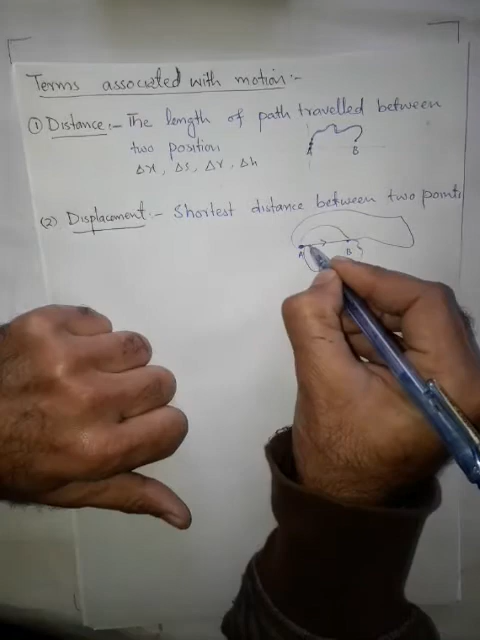 Terms associated with motion:-
① Distance:- The length of path travelled between
two position
Δx, Δs, Δr, Δh
A B
(2) Displacement:- Shortest distance between two points
A B